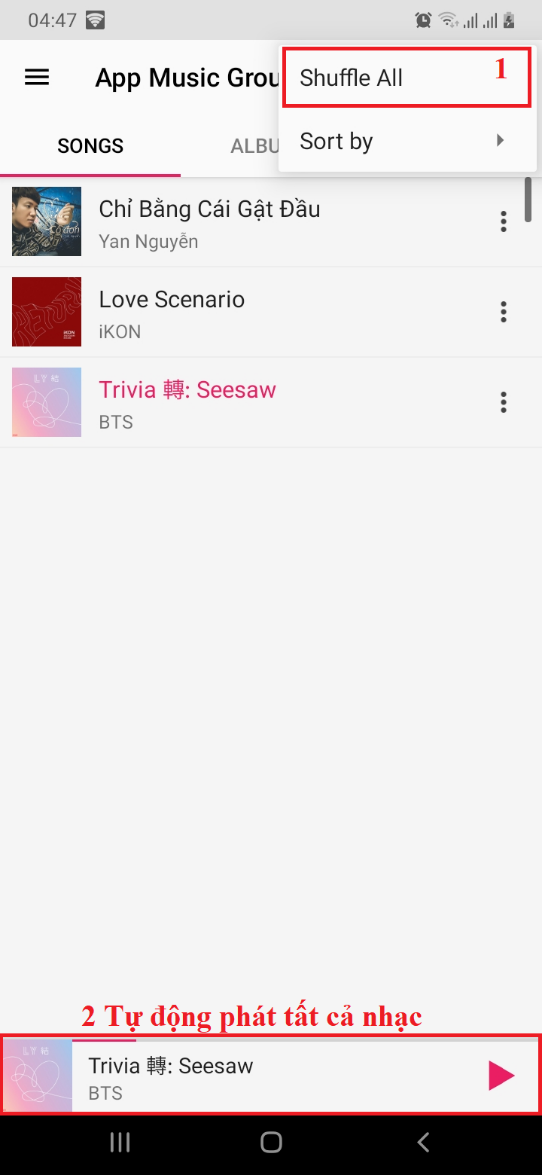 04:47
App Music Grou
Shuffle All
1
Sort by
SONGS
ALBU
Chỉ Bằng Cái Gật Đầu
Yan Nguyễn
Love Scenario
iKON
Trivia 轉: Seesaw
BTS
2 Tự động phát tất cả nhạc
Trivia 轉: Seesaw
BTS